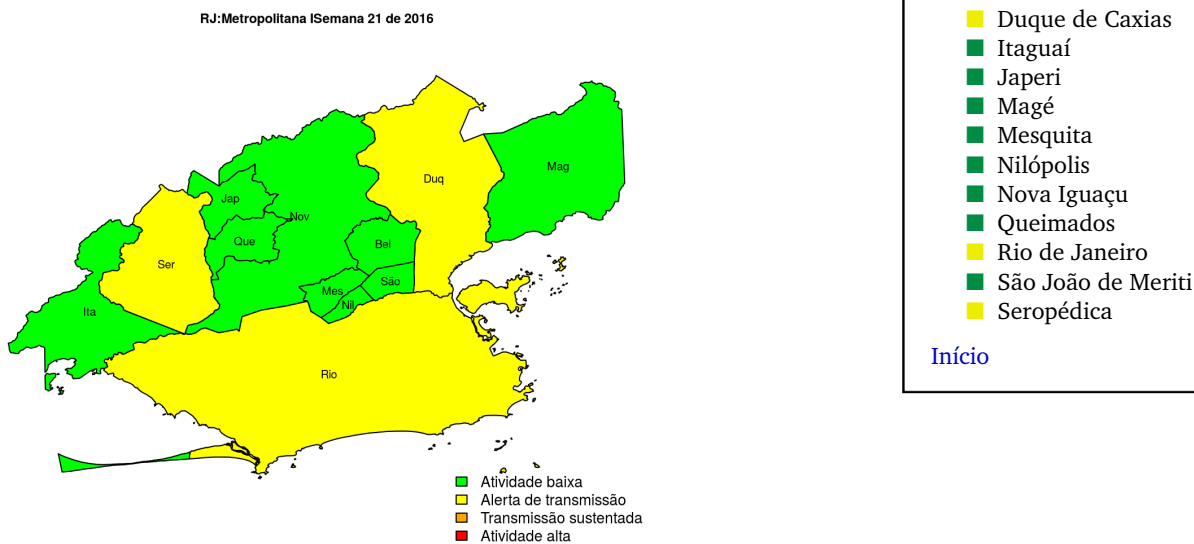 RJ:Metropolitana ISemana 21 de 2016
Mag
Duq
Jap
Nov
Que
Bel
Ser
São
Mes
Nil
Ita
Rio
Atividade baixa
Alerta de transmissão
Transmissão sustentada
Atividade alta
Duque de Caxias
Itaguaí
Japeri
Magé
Mesquita
Nilópolis
Nova Iguaçu
Queimados
Rio de Janeiro
São João de Meriti
Seropédica
Início